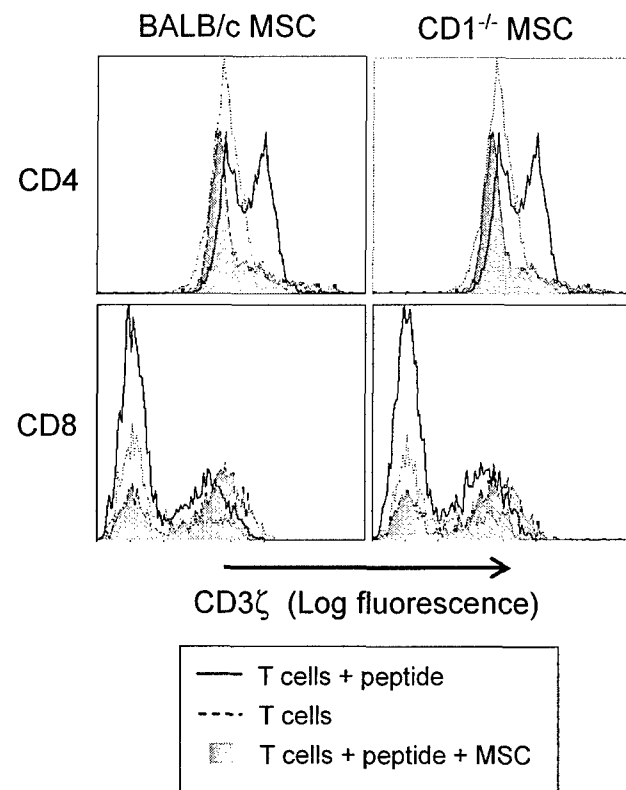 BALB/c MSC CD1⁻/⁻ MSC
CD4
CD8
CD3ζ (Log fluorescence)
T cells + peptide
T cells
T cells + peptide + MSC